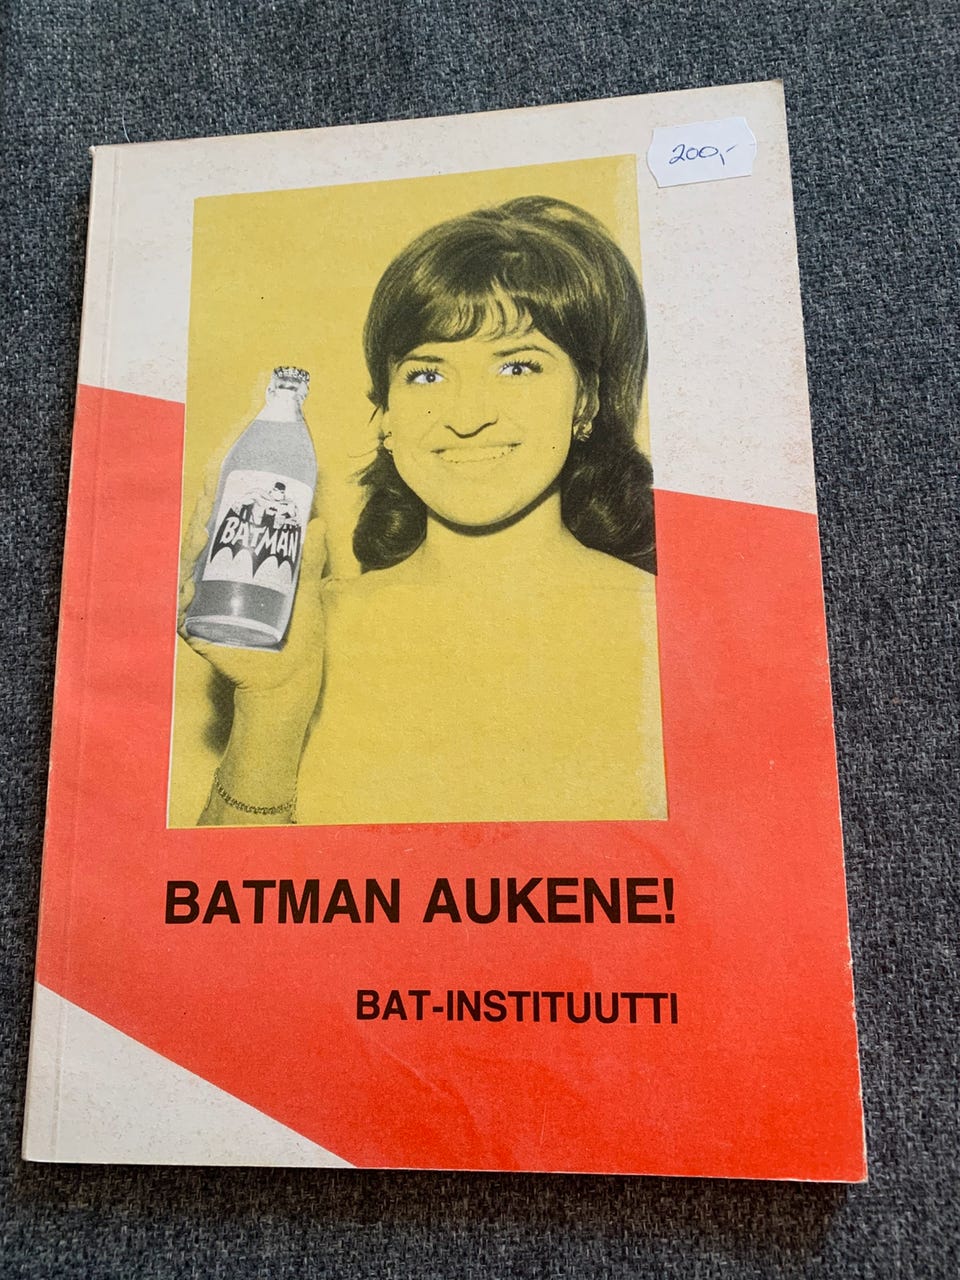 200,-
BATMAN
BATMAN AUKENE!
BAT-INSTITUUTTI